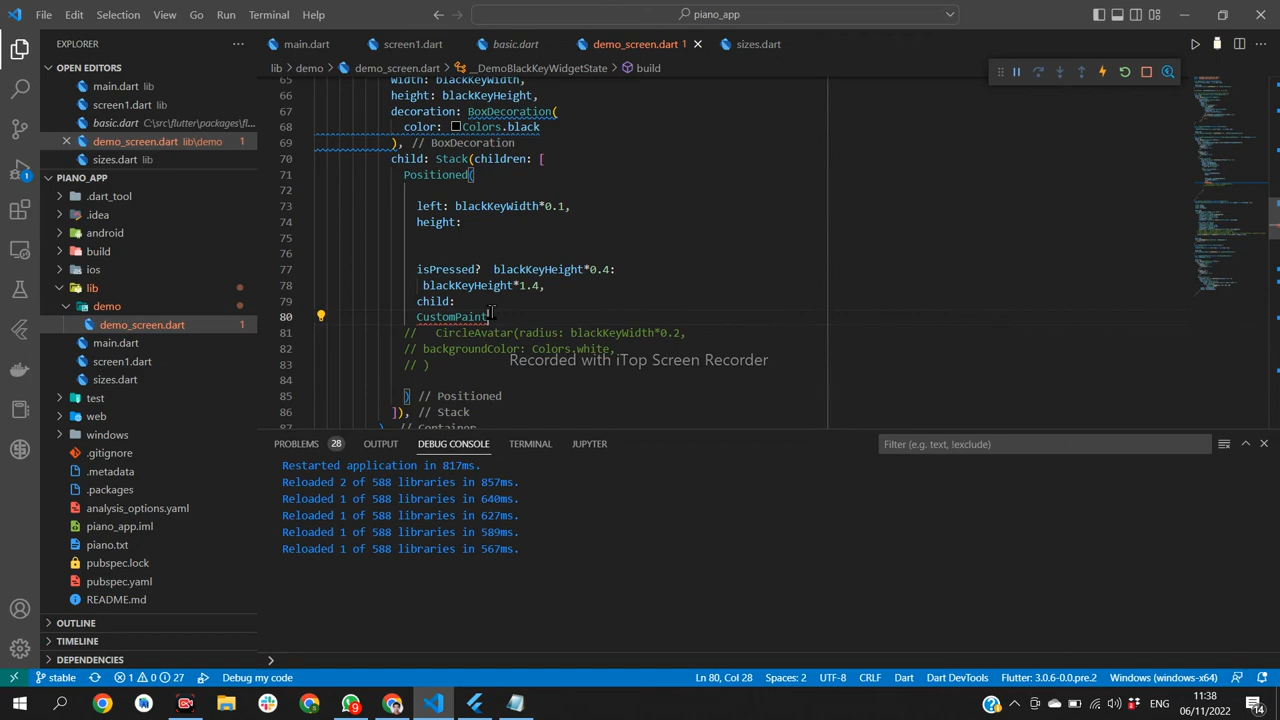 File Edit Selection View Go Run Terminal Help
piano_app
EXPLORER
main.dart screen1.dart basic.dart demo_screen.dart 1 sizes.dart
OPEN EDITORS
lib demo demo_screen.dart __DemoBlackKeyWidgetState build
main.dart
screen1.dart
basic.dart C:\src\flutter\packages\fl...
demo_screen.dart lib\demo 1
sizes.dart
PIANO_APP
.dart_tool
.idea
android
build
ios
lib
demo
demo_screen.dart 1
main.dart
screen1.dart
sizes.dart
test
web
windows
.gitignore
.metadata
.packages
analysis_options.yaml
piano_app.iml
piano.txt
pubspec.lock
pubspec.yaml
README.md
OUTLINE
TIMELINE
DEPENDENCIES
65 width: blackKeyWidth,
66 height: blackKeyHeight,
67 decoration: BoxDecoration(
68 color: Colors.black
69 ), // BoxDecoration
70 child: Stack(children: [
71 Positioned(
72
73 left: blackKeyWidth*0.1,
74 height:
75
76
77 isPressed? blackKeyHeight*0.4:
78 blackKeyHeight*0.4,
79 child:
80 CustomPaint
81 // CircleAvatar(radius: blackKeyWidth*0.2,
82 // backgroundColor: Colors.white,
83 // )
84
85 ) // Positioned
86 ]), // Stack
87 ) // Container
Recorded with iTop Screen Recorder
PROBLEMS 28 OUTPUT DEBUG CONSOLE TERMINAL JUPYTER Filter (e.g. text, !exclude)
Restarted application in 817ms.
Reloaded 2 of 588 libraries in 857ms.
Reloaded 1 of 588 libraries in 640ms.
Reloaded 1 of 588 libraries in 627ms.
Reloaded 1 of 588 libraries in 589ms.
Reloaded 1 of 588 libraries in 567ms.
stable 1 0 27 Debug my code Ln 80, Col 28 Spaces: 2 UTF-8 CRLF Dart Dart DevTools Flutter: 3.0.6-0.0.pre.2 Windows (windows-x64)
9 11:38
06/11/2022 14